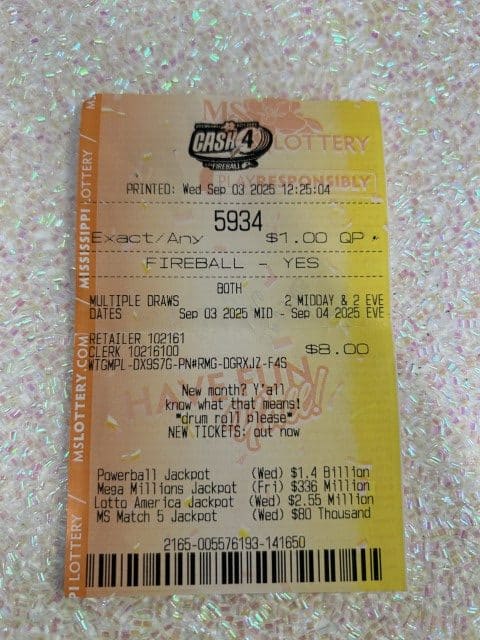 MS LOTTERY
CASH 4
FIREBALL
PLAY RESPONSIBLY
PRINTED: Wed Sep 03 2025 12:25:04
5934
Exact/Any $1.00 QP
FIREBALL - YES
BOTH
MULTIPLE DRAWS 2 MIDDAY & 2 EVE
DATES Sep 03 2025 MID - Sep 04 2025 EVE
RETAILER 102161
CLERK 10216100 $8.00
WTGMPL-DX9S7G-PN#RMG-DGRXJZ-F4S
HAVE FUN
New month? Y'all
know what that means!
*drum roll please*
NEW TICKETS: out now
Powerball Jackpot (Wed) $1.4 Billion
Mega Millions Jackpot (Fri) $336 Million
Lotto America Jackpot (Wed) $2.55 Million
MS Match 5 Jackpot (Wed) $80 Thousand
2165-005576193-141650
PI LOTTERY / MSLOTTERY.COM / MISSISSIPPI LOTTERY / M